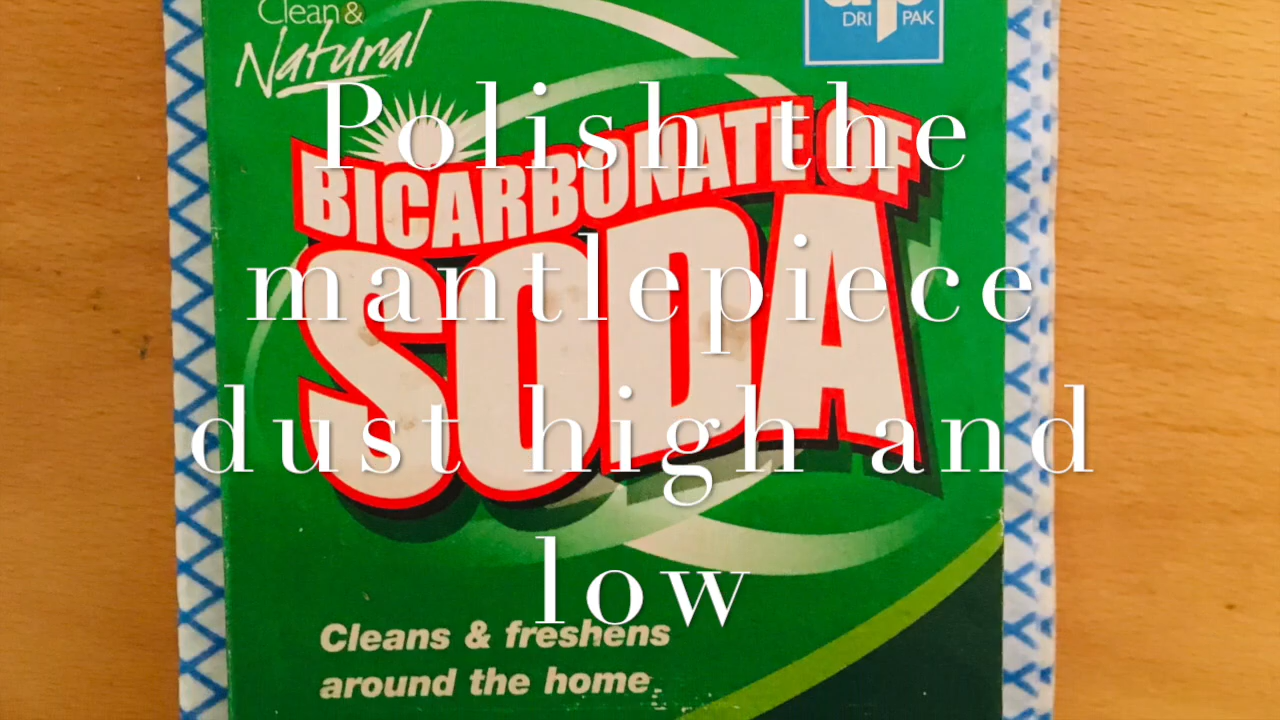 Clean &
Natural
DRI PAK
BICARBONATE OF
SODA
Cleans & freshens
around the home
Polish the
mantlepiece
dust high and
low